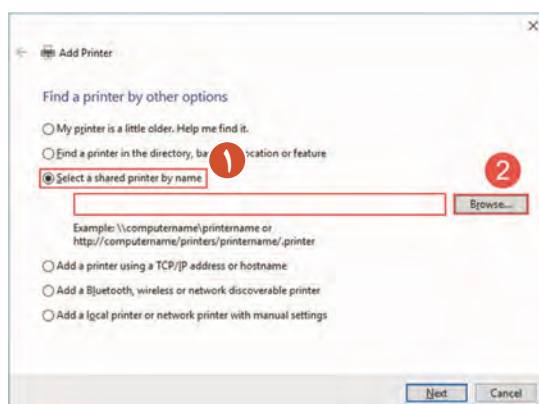 Add Printer
Find a printer by other options
My printer is a little older. Help me find it.
Find a printer in the directory, ba cation or feature
۱
Select a shared printer by name
2
Browse...
Example: \\computername\printername or
http://computername/printers/printername/.printer
Add a printer using a TCP/IP address or hostname
Add a Bluetooth, wireless or network discoverable printer
Add a local printer or network printer with manual settings
Next Cancel